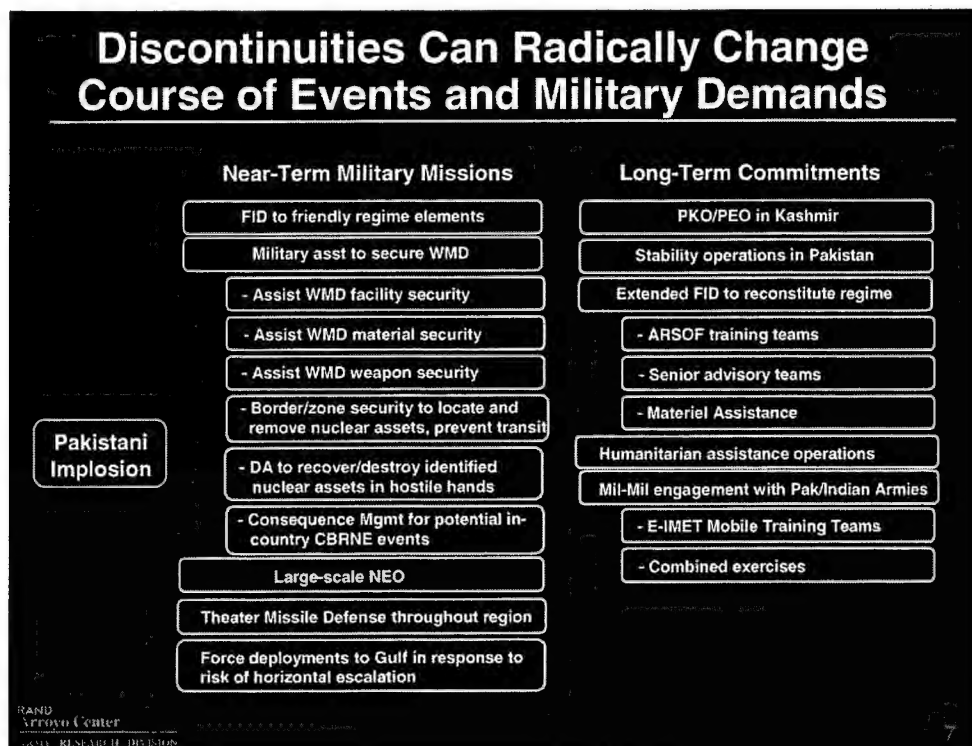 Discontinuities Can Radically Change
Course of Events and Military Demands
Pakistani
Implosion
Near-Term Military Missions
FID to friendly regime elements
Military asst to secure WMD
- Assist WMD facility security
- Assist WMD material security
- Assist WMD weapon security
- Border/zone security to locate and
remove nuclear assets, prevent transit
- DA to recover/destroy identified
nuclear assets in hostile hands
- Consequence Mgmt for potential in-
country CBRNE events
Large-scale NEO
Theater Missile Defense throughout region
Force deployments to Gulf in response to
risk of horizontal escalation
Long-Term Commitments
PKO/PEO in Kashmir
Stability operations in Pakistan
Extended FID to reconstitute regime
- ARSOF training teams
- Senior advisory teams
- Materiel Assistance
Humanitarian assistance operations
Mil-Mil engagement with Pak/Indian Armies
- E-IMET Mobile Training Teams
- Combined exercises
RAND
Arroyo Center
RESEARCH DIVISION
7